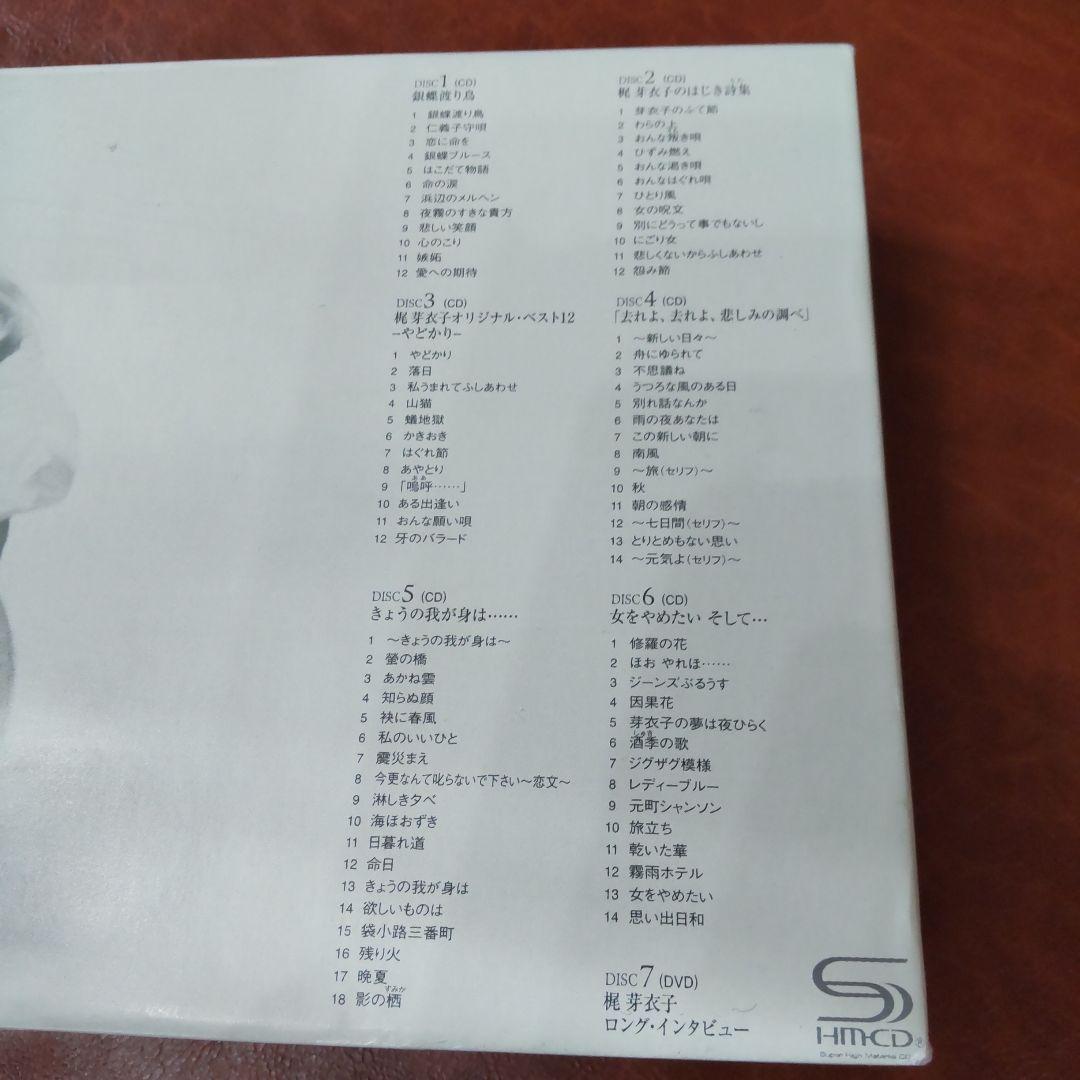 DISC1 (CD)
銀蝶渡り鳥
1 銀蝶渡り鳥
2 仁義子守唄
3 恋に命を
4 銀蝶ブルース
5 はこだて物語
6 命の涙
7 浜辺のメルヘン
8 夜霧のすきな貴方
9 悲しい笑顔
10 心のこり
11 嫉妬
12 愛への期待
DISC2 (CD)
梶 芽衣子のはじき詩集
1 芽衣子のふて節
2 わらの上
3 おんな叛き唄
4 ひずみ燃え
5 おんな渇き唄
6 おんなはぐれ唄
7 ひとり風
8 女の呪文
9 別にどうって事でもないし
10 にごり女
11 悲しくないからふしあわせ
12 怨み節
DISC3 (CD)
梶 芽衣子オリジナル・ベスト12
–やどかり–
1 やどかり
2 落日
3 私うまれてふしあわせ
4 山猫
5 蟻地獄
6 かきおき
7 はぐれ節
8 あやとり
9 「嗚呼……」
10 ある出逢い
11 おんな願い唄
12 牙のバラード
DISC4 (CD)
「去れよ、去れよ、悲しみの調べ」
1 〜新しい日々〜
2 舟にゆられて
3 不思議ね
4 うつろな風のある日
5 別れ話なんか
6 雨の夜あなたは
7 この新しい朝に
8 南風
9 〜旅(セリフ)〜
10 秋
11 朝の感情
12 〜七日間(セリフ)〜
13 とりとめもない思い
14 〜元気よ(セリフ)〜
DISC5 (CD)
きょうの我が身は……
1 〜きょうの我が身は〜
2 螢の橋
3 あかね雲
4 知らぬ顔
5 袂に春風
6 私のいいひと
7 震災まえ
8 今更なんて叱らないで下さい〜恋文〜
9 淋しき夕べ
10 海ほおずき
11 日暮れ道
12 命日
13 きょうの我が身は
14 欲しいものは
15 袋小路三番町
16 残り火
17 晩夏
18 影の栖
DISC6 (CD)
女をやめたい そして…
1 修羅の花
2 ほお やれほ……
3 ジーンズぶるうす
4 因果花
5 芽衣子の夢は夜ひらく
6 酒季の歌
7 ジグザグ模様
8 レディーブルー
9 元町シャンソン
10 旅立ち
11 乾いた華
12 霧雨ホテル
13 女をやめたい
14 思い出日和
DISC7 (DVD)
梶 芽衣子
ロング・インタビュー
HM-CD
Super High Material CD